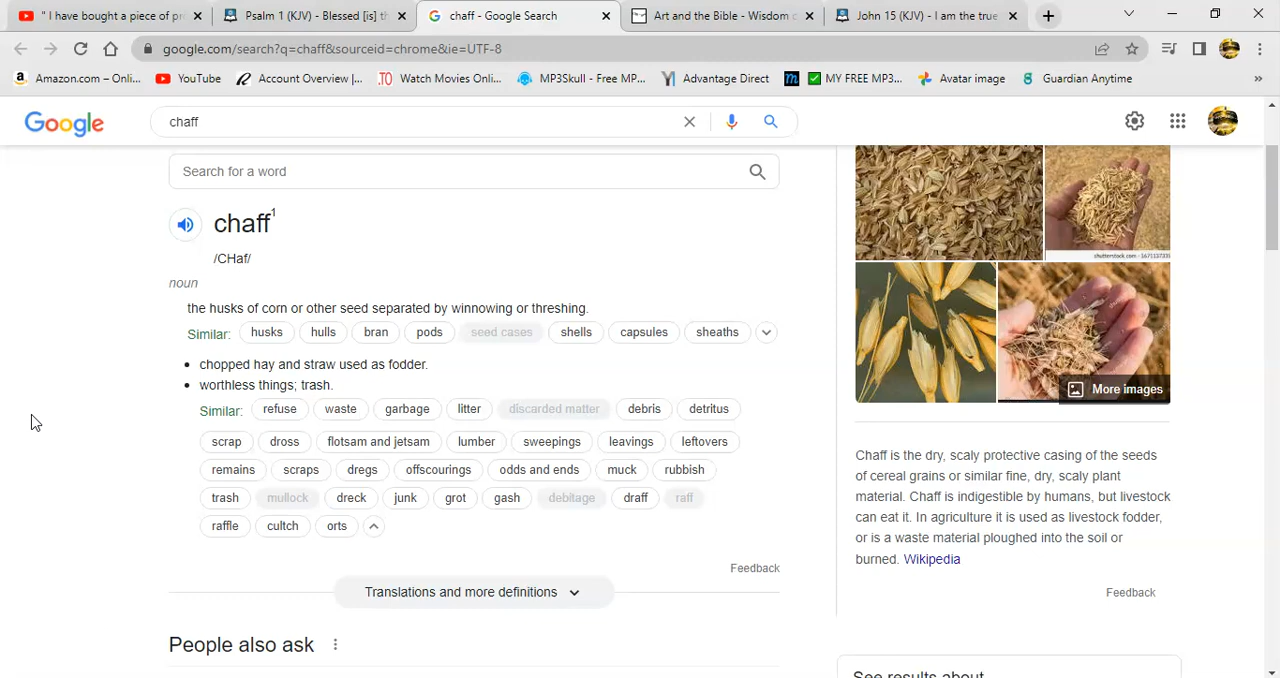 " I have bought a piece of pr
Psalm 1 (KJV) - Blessed [is] th
chaff - Google Search
Art and the Bible - Wisdom c
John 15 (KJV) - I am the true
google.com/search?q=chaff&sourceid=chrome&ie=UTF-8
Amazon.com – Onli...
YouTube
Account Overview |...
TO Watch Movies Onli...
MP3Skull - Free MP...
Advantage Direct
m
MY FREE MP3...
Avatar image
Guardian Anytime
»
Google
chaff
Search for a word
chaff1
/CHaf/
noun
the husks of corn or other seed separated by winnowing or threshing.
Similar: husks hulls bran pods seed cases shells capsules sheaths
• chopped hay and straw used as fodder.
• worthless things; trash.
Similar: refuse waste garbage litter discarded matter debris detritus
scrap dross flotsam and jetsam lumber sweepings leavings leftovers
remains scraps dregs offscourings odds and ends muck rubbish
trash mullock dreck junk grot gash debitage draff raff
raffle cultch orts
Feedback
Translations and more definitions
People also ask
shutterstock.com · 1671137331
More images
Chaff is the dry, scaly protective casing of the seeds
of cereal grains or similar fine, dry, scaly plant
material. Chaff is indigestible by humans, but livestock
can eat it. In agriculture it is used as livestock fodder,
or is a waste material ploughed into the soil or
burned. Wikipedia
Feedback
See results about